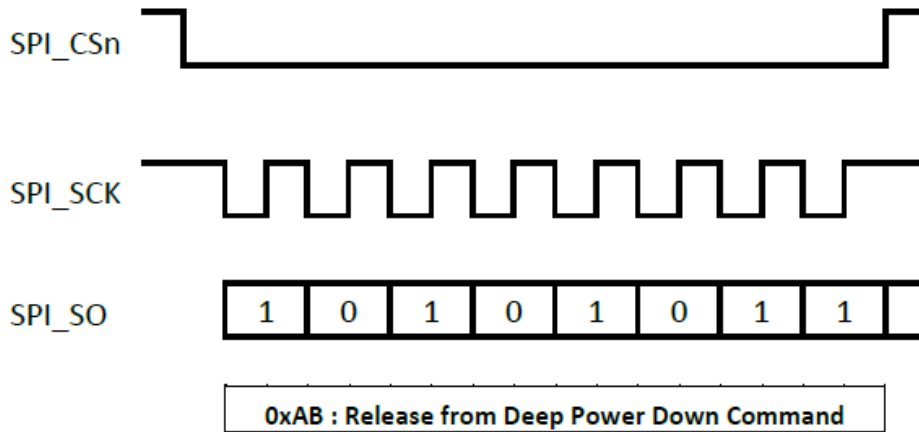 SPI_CSn
SPI_SCK
SPI_SO 1 0 1 0 1 0 1 1
0xAB : Release from Deep Power Down Command